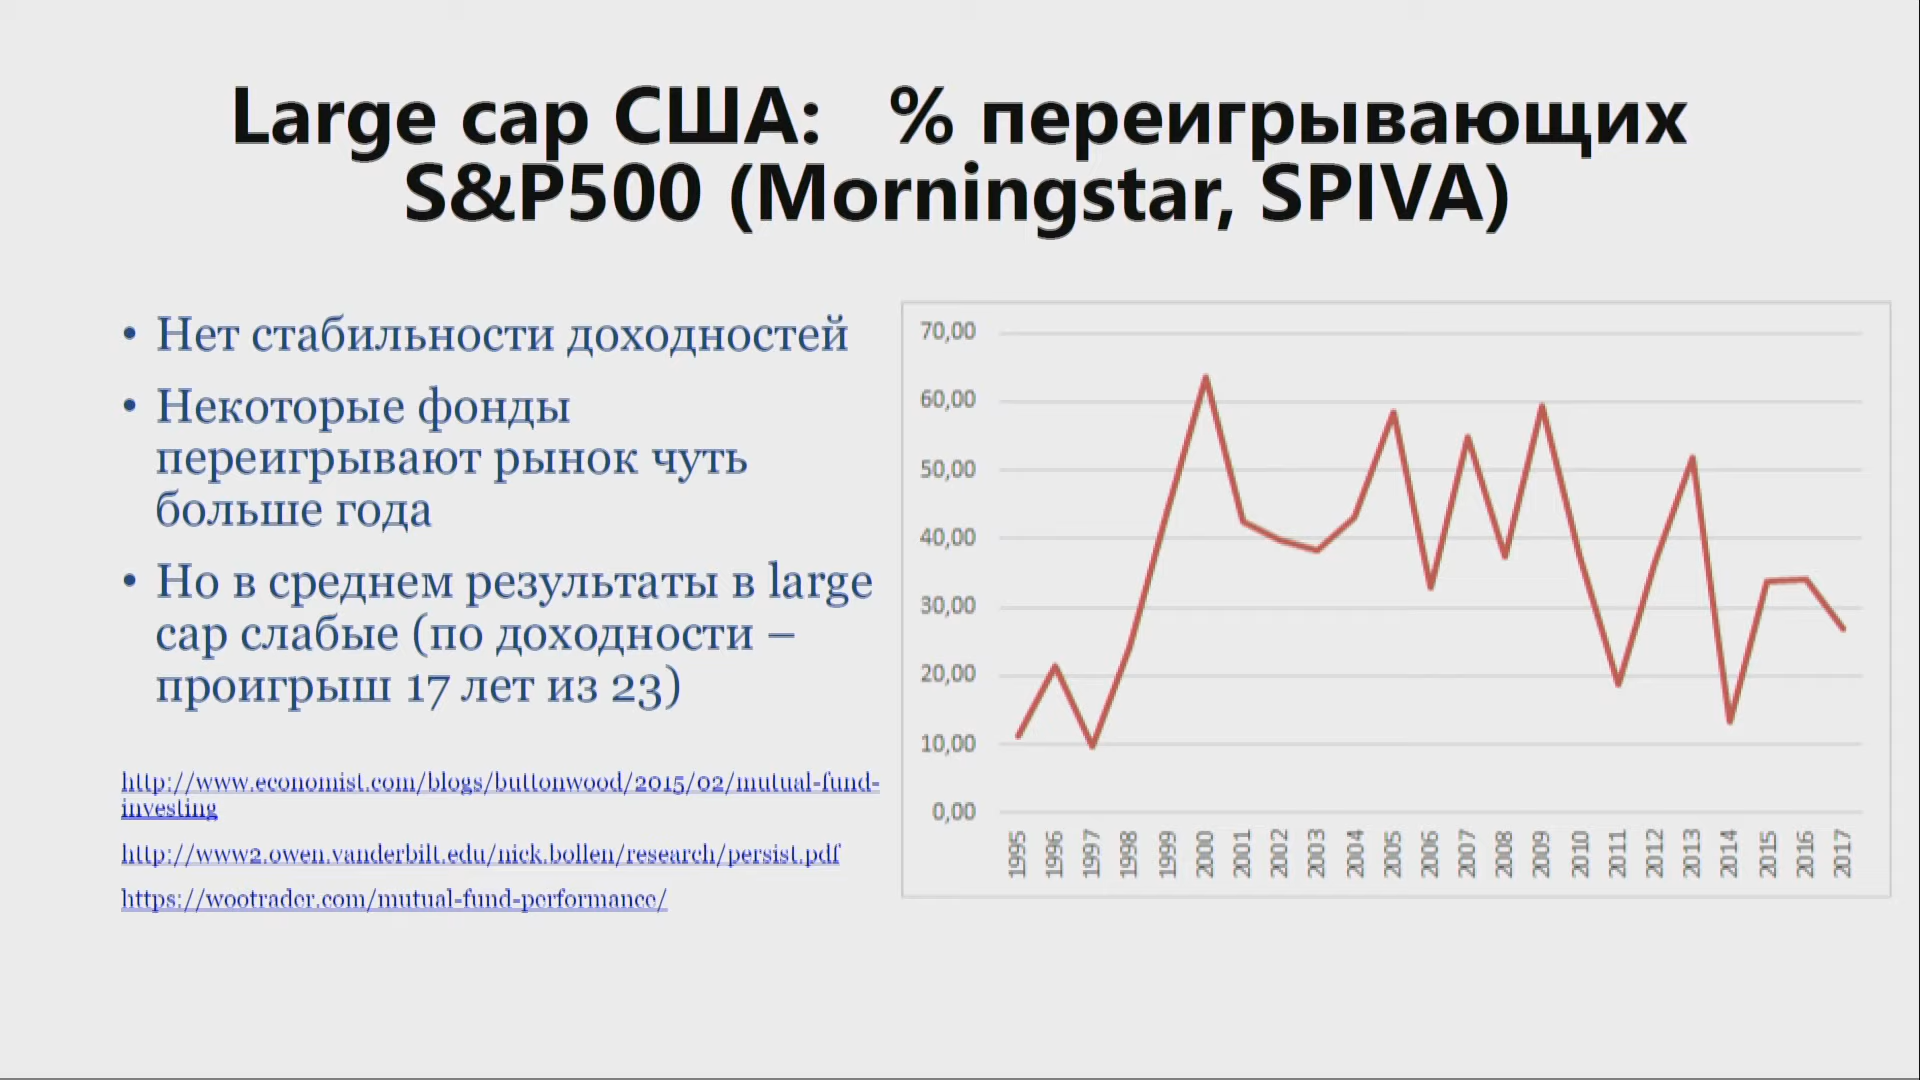 Large cap США:   % переигрывающих
S&P500 (Morningstar, SPIVA)
• Нет стабильности доходностей
• Некоторые фонды
переигрывают рынок чуть
больше года
• Но в среднем результаты в large
cap слабые (по доходности –
проигрыш 17 лет из 23)
http://www.economist.com/blogs/buttonwood/2015/02/mutual-fund-
investing
http://www2.owen.vanderbilt.edu/nick.bollen/research/persist.pdf
https://wootrader.com/mutual-fund-performance/
70,00
60,00
50,00
40,00
30,00
20,00
10,00
0,00
1995
1996
1997
1998
1999
2000
2001
2002
2003
2004
2005
2006
2007
2008
2009
2010
2011
2012
2013
2014
2015
2016
2017